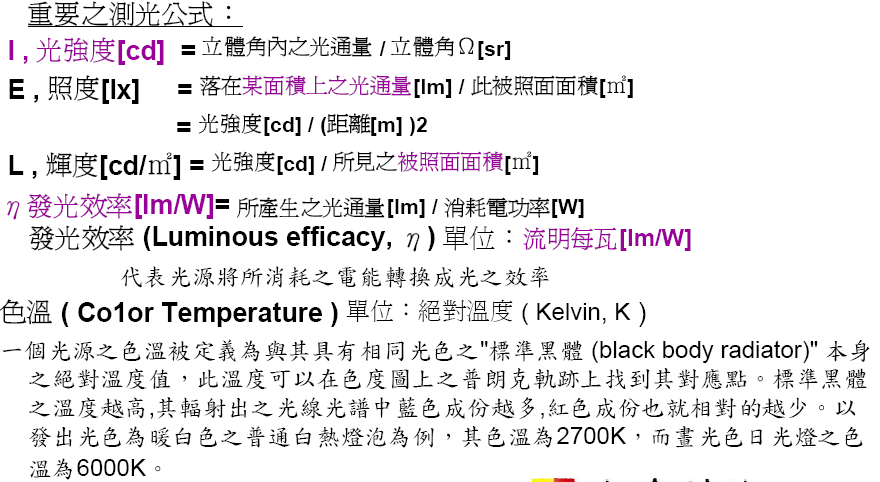 重要之測光公式：
I , 光強度[cd] = 立體角內之光通量 / 立體角Ω[sr]
E , 照度[lx] = 落在某面積上之光通量[lm] / 此被照面面積[㎡]
= 光強度[cd] / (距離[m] )2
L , 輝度[cd/㎡] = 光強度[cd] / 所見之被照面面積[㎡]
η 發光效率[lm/W]= 所產生之光通量[lm] / 消耗電功率[W]
發光效率 (Luminous efficacy, η ) 單位：流明每瓦[lm/W]
代表光源將所消耗之電能轉換成光之效率
色溫 ( Co1or Temperature ) 單位：絕對溫度 ( Kelvin, K )
一個光源之色溫被定義為與其具有相同光色之"標準黑體 (black body radiator)" 本身
之絕對溫度值，此溫度可以在色度圖上之普朗克軌跡上找到其對應點。標準黑體
之溫度越高,其輻射出之光線光譜中藍色成份越多,紅色成份也就相對的越少。以
發出光色為暖白色之普通白熱燈泡為例，其色溫為2700K，而晝光色日光燈之色
溫為6000K。